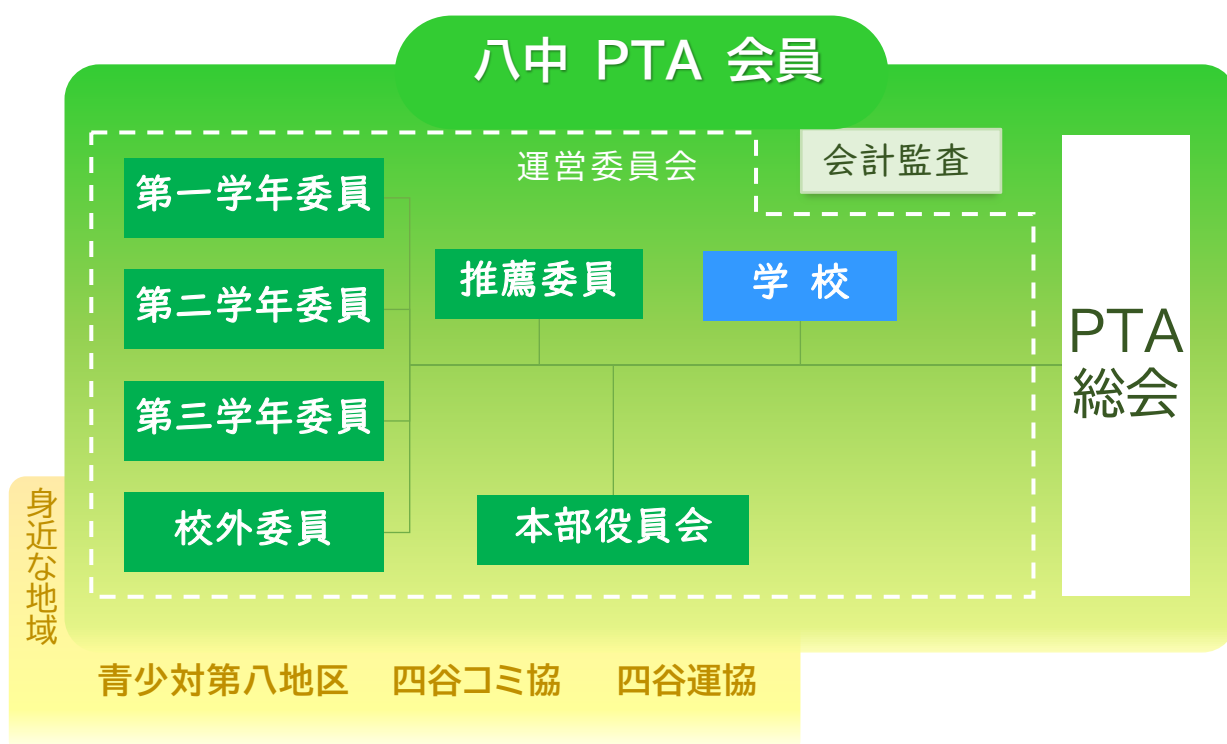 八中 PTA 会員
運営委員会
会計監査
第一学年委員
推薦委員
学 校
第二学年委員
PTA
総会
第三学年委員
校外委員
本部役員会
身近な地域
青少対第八地区 四谷コミ協 四谷運協